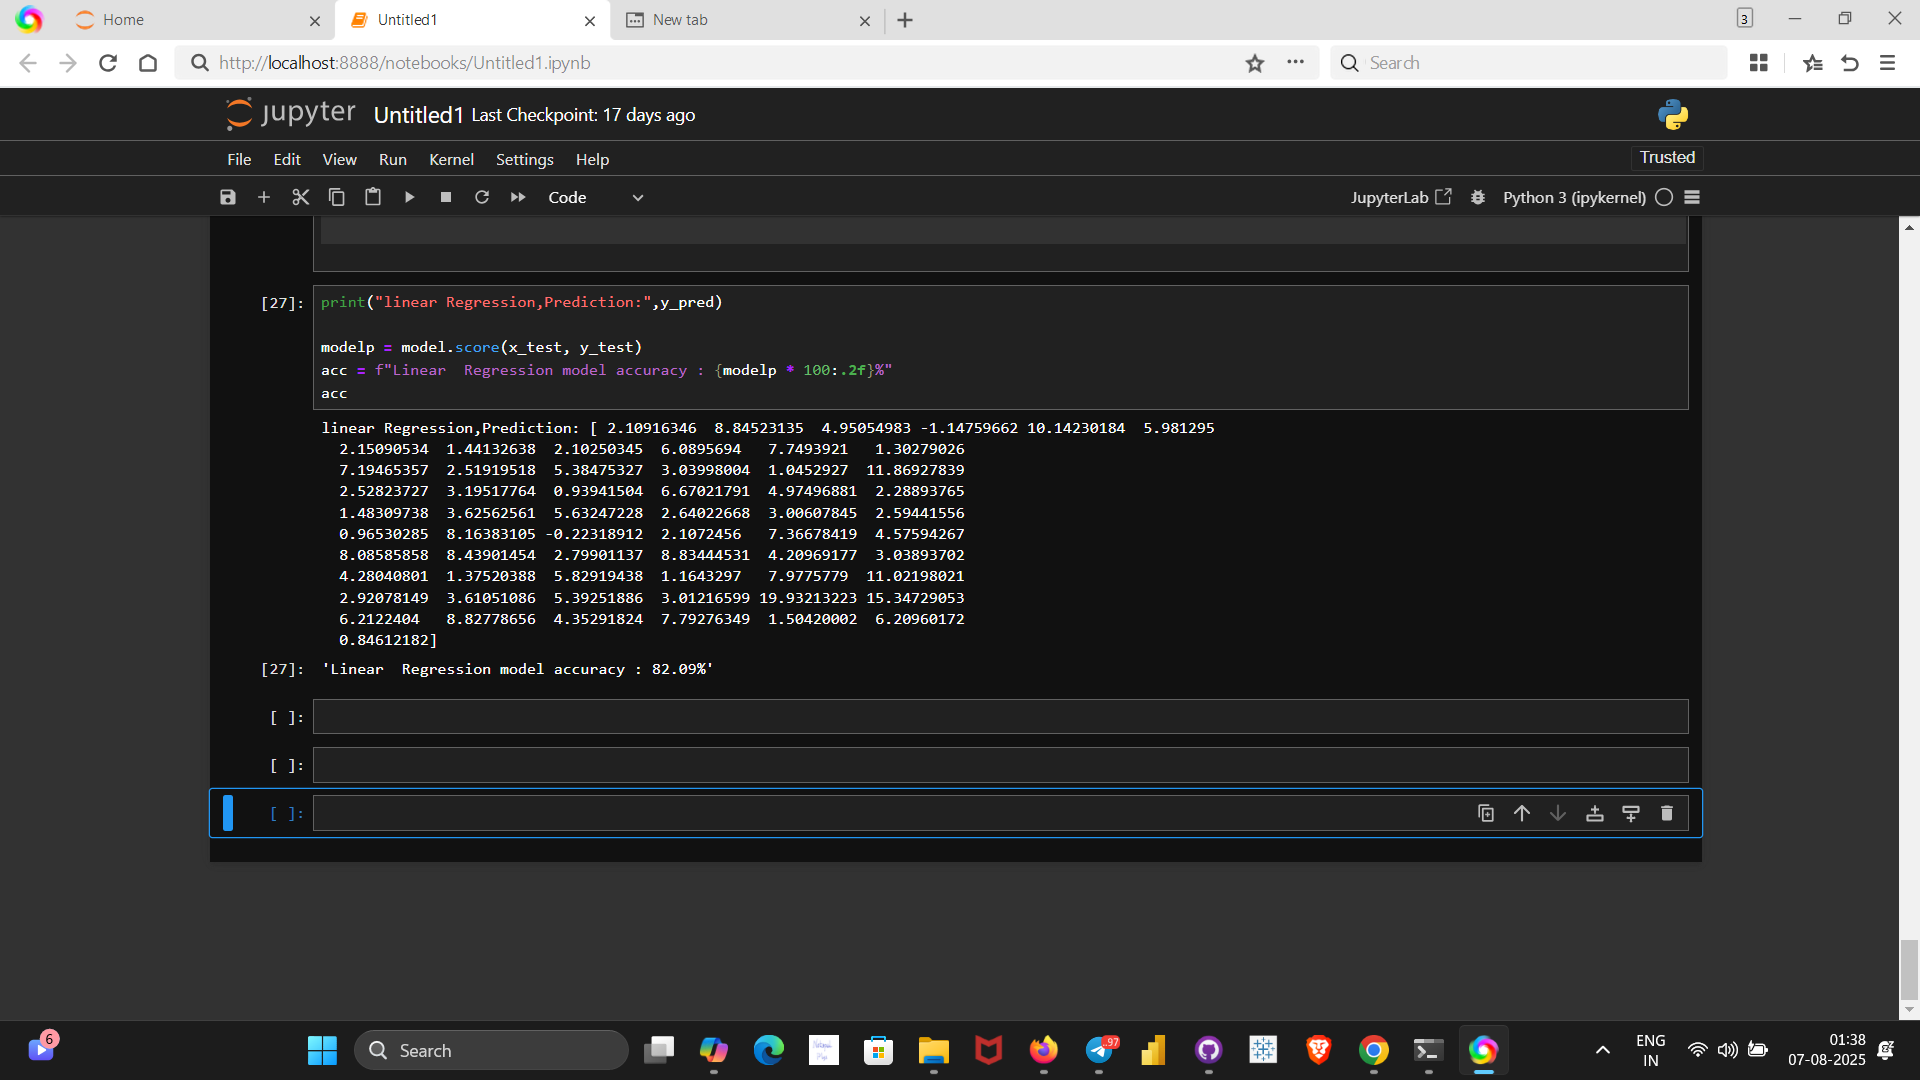 Home
Untitled1
New tab
3
http://localhost:8888/notebooks/Untitled1.ipynb
Search
jupyter Untitled1 Last Checkpoint: 17 days ago
File Edit View Run Kernel Settings Help
Trusted
Code
JupyterLab
Python 3 (ipykernel)
[27]: print("linear Regression,Prediction:",y_pred)
modelp = model.score(x_test, y_test)
acc = f"Linear  Regression model accuracy : {modelp * 100:.2f}%"
acc
linear Regression,Prediction: [ 2.10916346  8.84523135  4.95054983 -1.14759662 10.14230184  5.981295
2.15090534  1.44132638  2.10250345  6.0895694   7.7493921   1.30279026
7.19465357  2.51919518  5.38475327  3.03998004  1.0452927  11.86927839
2.52823727  3.19517764  0.93941504  6.67021791  4.97496881  2.28893765
1.48309738  3.62562561  5.63247228  2.64022668  3.00607845  2.59441556
0.96530285  8.16383105 -0.22318912  2.1072456   7.36678419  4.57594267
8.08585858  8.43901454  2.79901137  8.83444531  4.20969177  3.03893702
4.28040801  1.37520388  5.82919438  1.1643297   7.9775779  11.02198021
2.92078149  3.61051086  5.39251886  3.01216599 19.93213223 15.34729053
6.2122404   8.82778656  4.35291824  7.79276349  1.50420002  6.20960172
0.84612182]
[27]: 'Linear  Regression model accuracy : 82.09%'
[ ]:
[ ]:
[ ]:
6
Search
97
ENG
IN
01:38
07-08-2025